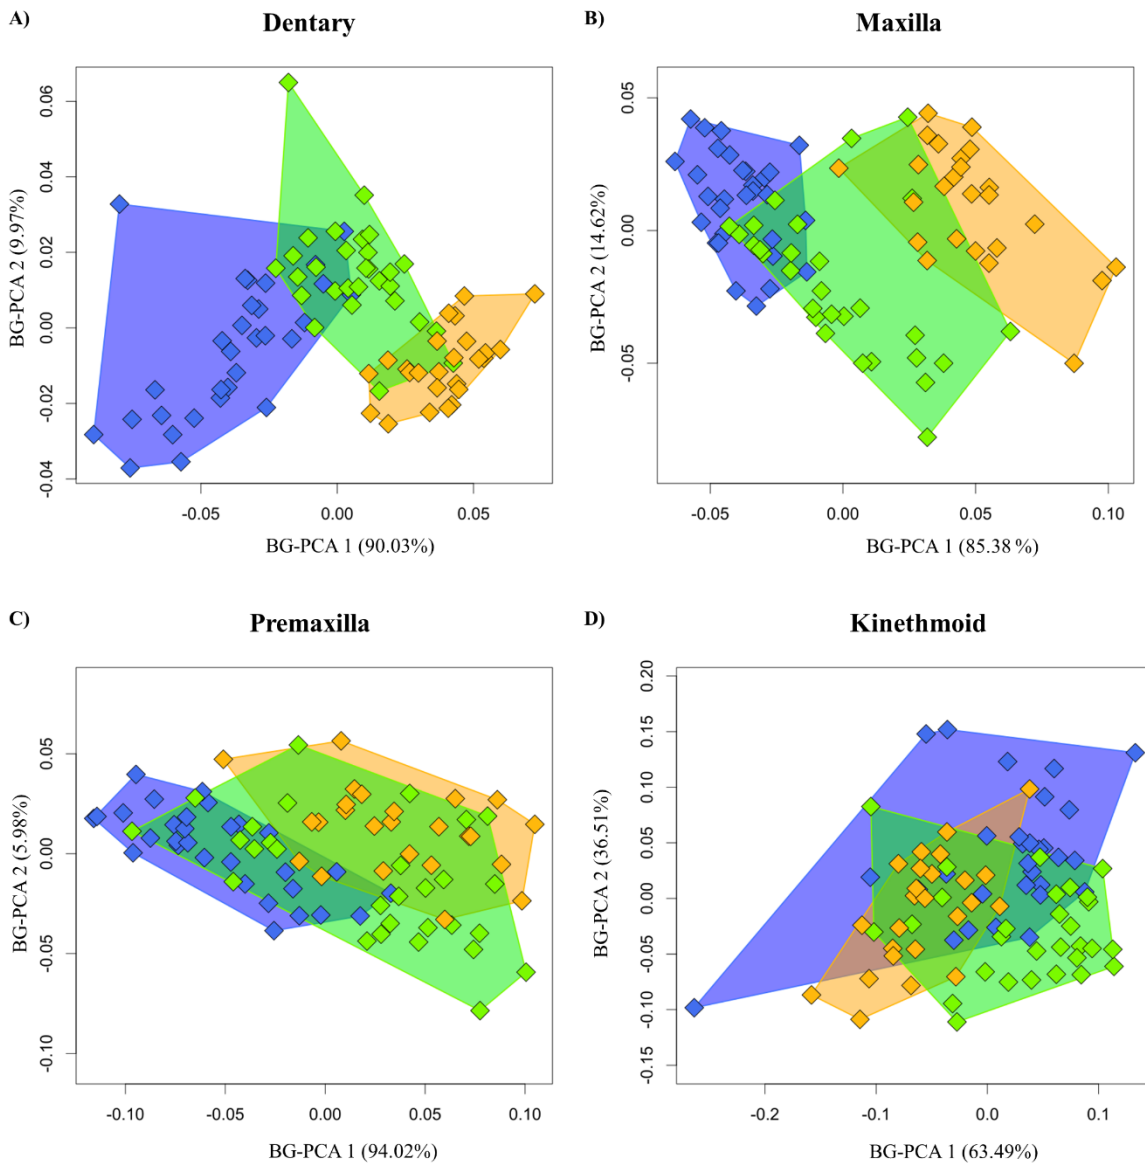 A)
Dentary
0.06
0.04
0.02
0.00
-0.02
-0.04
BG-PCA 2 (9.97%)
-0.05
0.00
0.05
BG-PCA 1 (90.03%)
B)
Maxilla
0.05
0.00
-0.05
BG-PCA 2 (14.62%)
-0.05
0.00
0.05
0.10
BG-PCA 1 (85.38 %)
C)
Premaxilla
0.05
0.00
-0.05
-0.10
BG-PCA 2 (5.98%)
-0.10
-0.05
0.00
0.05
0.10
BG-PCA 1 (94.02%)
D)
Kinethmoid
0.20
0.15
0.10
0.05
0.00
-0.05
-0.10
-0.15
BG-PCA 2 (36.51%)
-0.2
-0.1
0.0
0.1
BG-PCA 1 (63.49%)